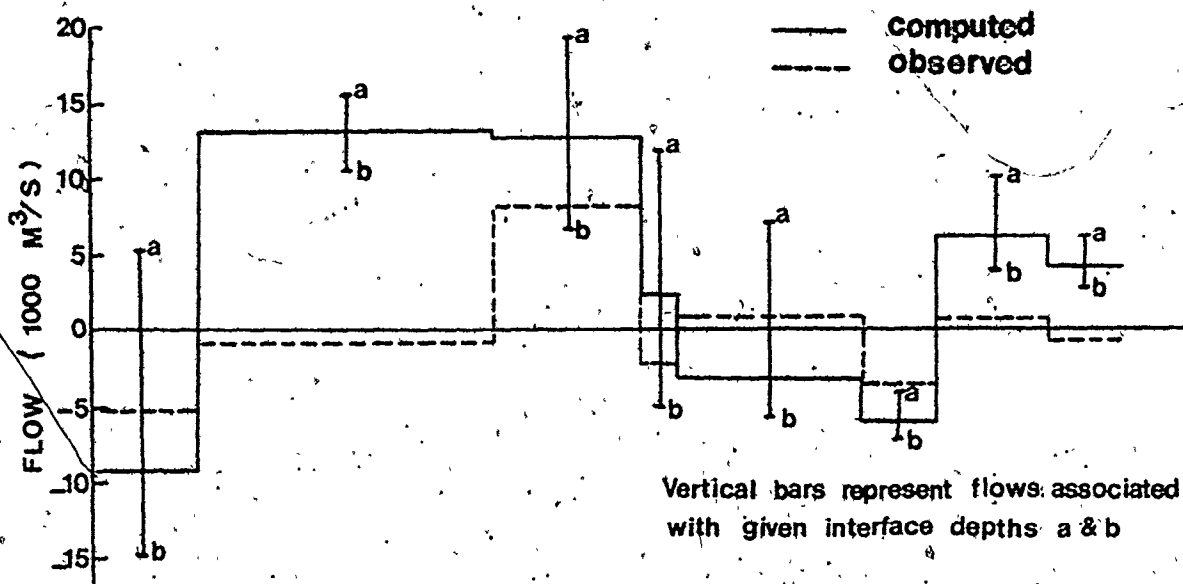 20
15
10
5
0
-5
-10
-15
FLOW ( 1000 M³/S )
computed
observed
a
b
a
b
a
b
a
b
a
b
a
b
a
b
a
b
Vertical bars represent flows associated
with given interface depths a & b